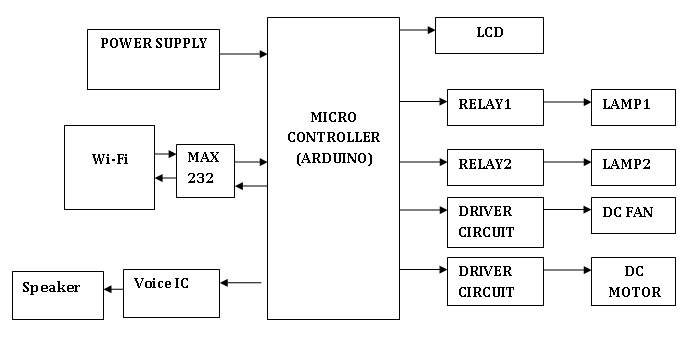 POWER SUPPLY
LCD
MICRO
CONTROLLER
(ARDUINO)
RELAY1
LAMP1
Wi-Fi
MAX
232
RELAY2
LAMP2
DRIVER
CIRCUIT
DC FAN
Speaker
Voice IC
DRIVER
CIRCUIT
DC
MOTOR